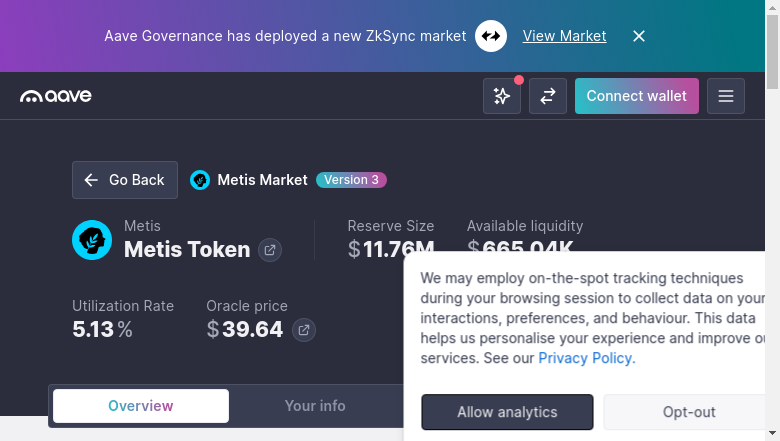 Aave Governance has deployed a new ZkSync market View Market
aave
Connect wallet
Go Back Metis Market Version 3
Metis
Metis Token
Reserve Size
$11.76M
Available liquidity
$665.04K
Utilization Rate
5.13%
Oracle price
$39.64
We may employ on-the-spot tracking techniques
during your browsing session to collect data on your
interactions, preferences, and behaviour. This data
helps us personalise your experience and improve ou
services. See our Privacy Policy.
Allow analytics Opt-out
Overview Your info